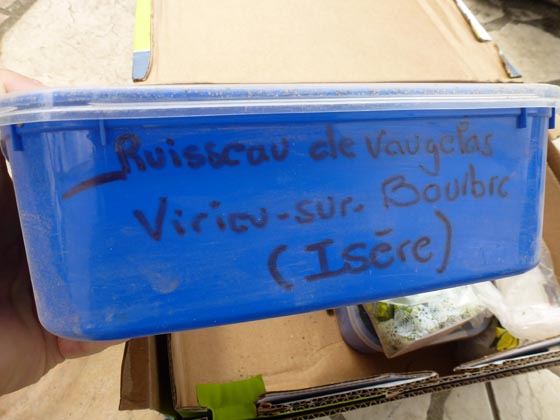 Ruisseau de Vaugelas
Virieu-sur-Bourbre
(Isère)